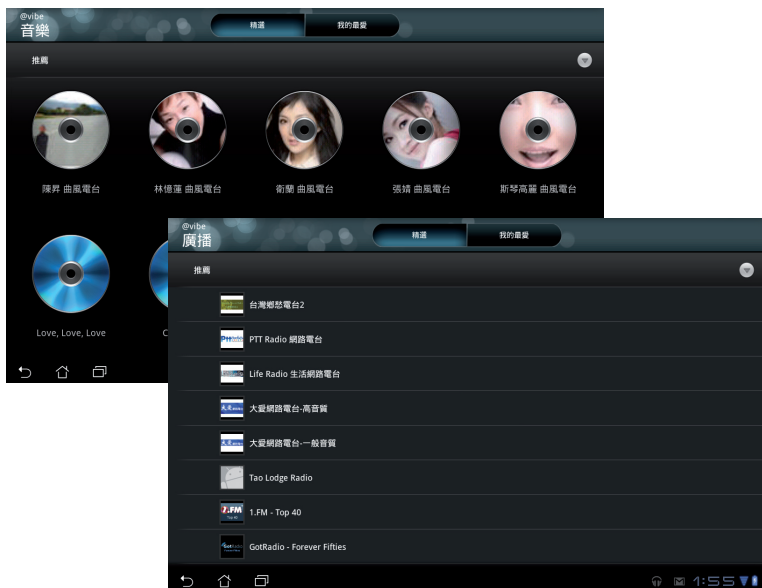 @vibe
音樂
精選 我的最愛
推薦
陳昇 曲風電台 林憶蓮 曲風電台 衛蘭 曲風電台 張婧 曲風電台 斯琴高麗 曲風電台
Love, Love, Love C
@vibe
廣播
精選 我的最愛
推薦
台灣鄉愁電台2
PTT Radio 網路電台
Life Radio 生活網路電台
大愛網路電台-高音質
大愛網路電台-一般音質
Tao Lodge Radio
1.FM - Top 40
GotRadio - Forever Fifties
1:55